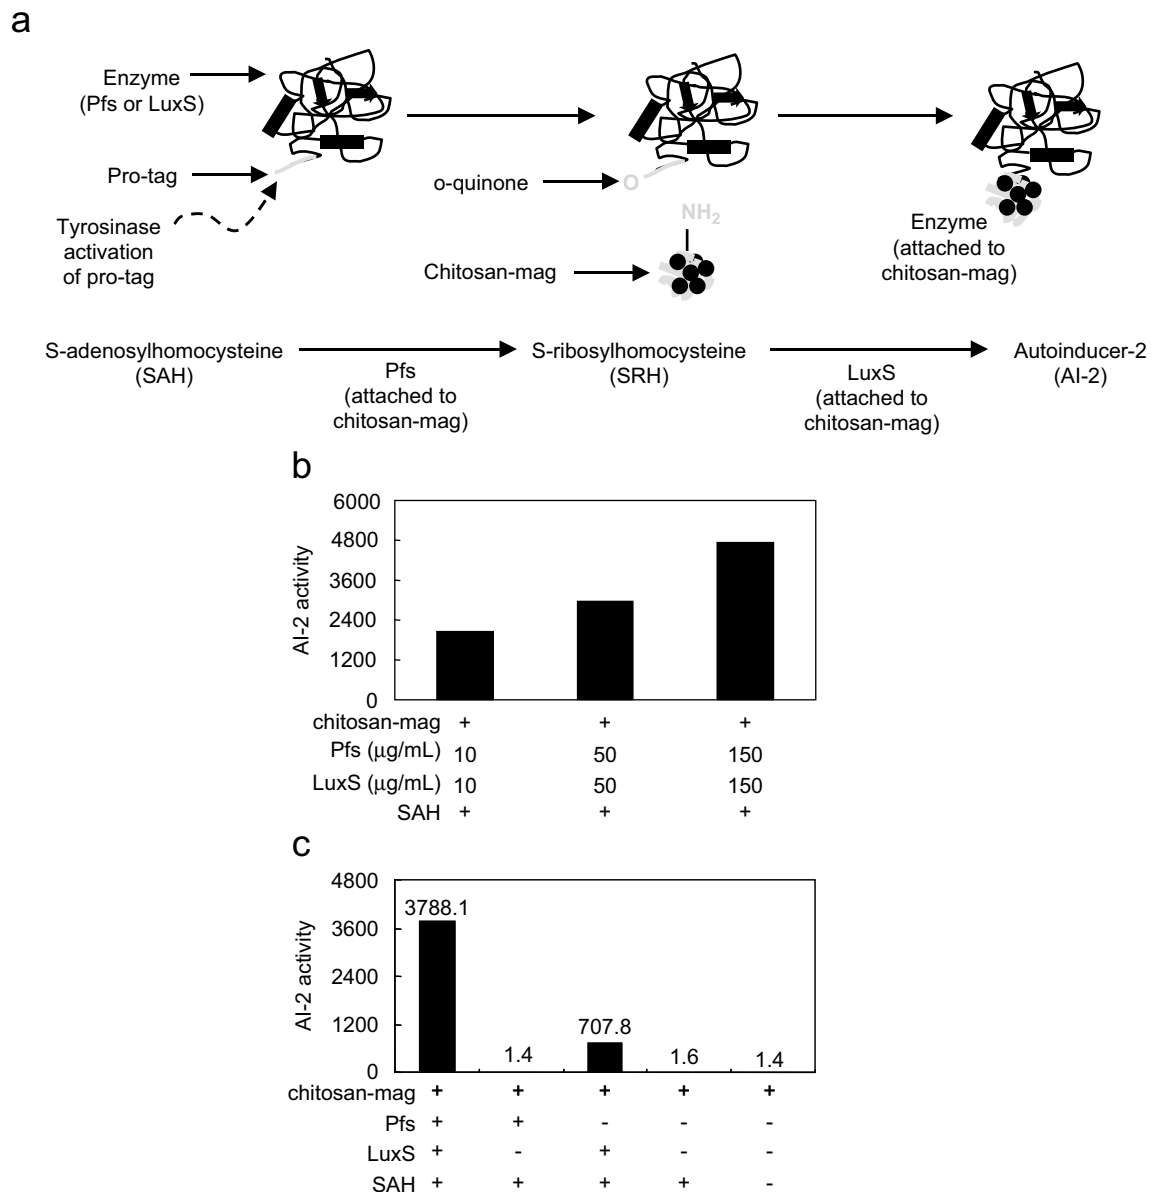 a
Enzyme
(Pfs or LuxS)
Pro-tag
Tyrosinase
activation
of pro-tag
o-quinone
O
NH2
Chitosan-mag
Enzyme
(attached to
chitosan-mag)
S-adenosylhomocysteine
(SAH)
Pfs
(attached to
chitosan-mag)
S-ribosylhomocysteine
(SRH)
LuxS
(attached to
chitosan-mag)
Autoinducer-2
(AI-2)
b
AI-2 activity
6000
4800
3600
2400
1200
0
chitosan-mag + + +
Pfs (μg/mL) 10 50 150
LuxS (μg/mL) 10 50 150
SAH + + +
c
AI-2 activity
4800
3600
2400
1200
0
3788.1 1.4 707.8 1.6 1.4
chitosan-mag + + + + +
Pfs + + - - -
LuxS + - + - -
SAH + + + + -